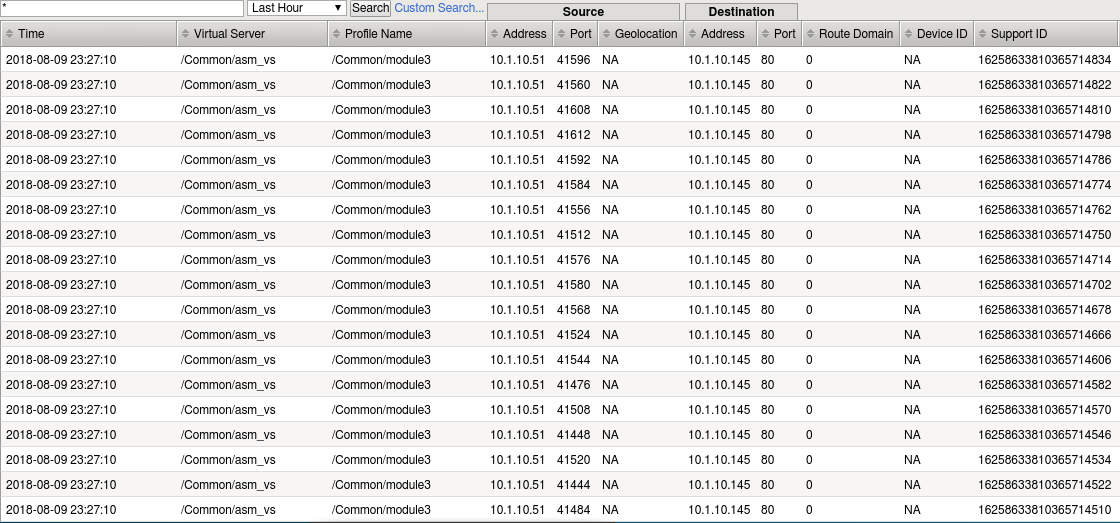 * Last Hour Search Custom Search... Source Destination
Time Virtual Server Profile Name Address Port Geolocation Address Port Route Domain Device ID Support ID
2018-08-09 23:27:10 /Common/asm_vs /Common/module3 10.1.10.51 41596 NA 10.1.10.145 80 0 NA 16258633810365714834
2018-08-09 23:27:10 /Common/asm_vs /Common/module3 10.1.10.51 41560 NA 10.1.10.145 80 0 NA 16258633810365714822
2018-08-09 23:27:10 /Common/asm_vs /Common/module3 10.1.10.51 41608 NA 10.1.10.145 80 0 NA 16258633810365714810
2018-08-09 23:27:10 /Common/asm_vs /Common/module3 10.1.10.51 41612 NA 10.1.10.145 80 0 NA 16258633810365714798
2018-08-09 23:27:10 /Common/asm_vs /Common/module3 10.1.10.51 41592 NA 10.1.10.145 80 0 NA 16258633810365714786
2018-08-09 23:27:10 /Common/asm_vs /Common/module3 10.1.10.51 41584 NA 10.1.10.145 80 0 NA 16258633810365714774
2018-08-09 23:27:10 /Common/asm_vs /Common/module3 10.1.10.51 41556 NA 10.1.10.145 80 0 NA 16258633810365714762
2018-08-09 23:27:10 /Common/asm_vs /Common/module3 10.1.10.51 41512 NA 10.1.10.145 80 0 NA 16258633810365714750
2018-08-09 23:27:10 /Common/asm_vs /Common/module3 10.1.10.51 41576 NA 10.1.10.145 80 0 NA 16258633810365714714
2018-08-09 23:27:10 /Common/asm_vs /Common/module3 10.1.10.51 41580 NA 10.1.10.145 80 0 NA 16258633810365714702
2018-08-09 23:27:10 /Common/asm_vs /Common/module3 10.1.10.51 41568 NA 10.1.10.145 80 0 NA 16258633810365714678
2018-08-09 23:27:10 /Common/asm_vs /Common/module3 10.1.10.51 41524 NA 10.1.10.145 80 0 NA 16258633810365714666
2018-08-09 23:27:10 /Common/asm_vs /Common/module3 10.1.10.51 41544 NA 10.1.10.145 80 0 NA 16258633810365714606
2018-08-09 23:27:10 /Common/asm_vs /Common/module3 10.1.10.51 41476 NA 10.1.10.145 80 0 NA 16258633810365714582
2018-08-09 23:27:10 /Common/asm_vs /Common/module3 10.1.10.51 41508 NA 10.1.10.145 80 0 NA 16258633810365714570
2018-08-09 23:27:10 /Common/asm_vs /Common/module3 10.1.10.51 41448 NA 10.1.10.145 80 0 NA 16258633810365714546
2018-08-09 23:27:10 /Common/asm_vs /Common/module3 10.1.10.51 41520 NA 10.1.10.145 80 0 NA 16258633810365714534
2018-08-09 23:27:10 /Common/asm_vs /Common/module3 10.1.10.51 41444 NA 10.1.10.145 80 0 NA 16258633810365714522
2018-08-09 23:27:10 /Common/asm_vs /Common/module3 10.1.10.51 41484 NA 10.1.10.145 80 0 NA 16258633810365714510